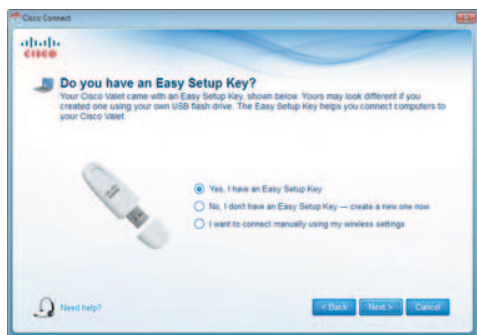 Cisco Connect
CISCO
Do you have an Easy Setup Key?
Your Cisco Valet came with an Easy Setup Key, shown below. Yours may look different if you
created one using your own USB flash drive. The Easy Setup Key helps you connect computers to
your Cisco Valet.
Yes, I have an Easy Setup Key
No, I don't have an Easy Setup Key — create a new one now
I want to connect manually using my wireless settings
Need help?
< Back Next > Cancel